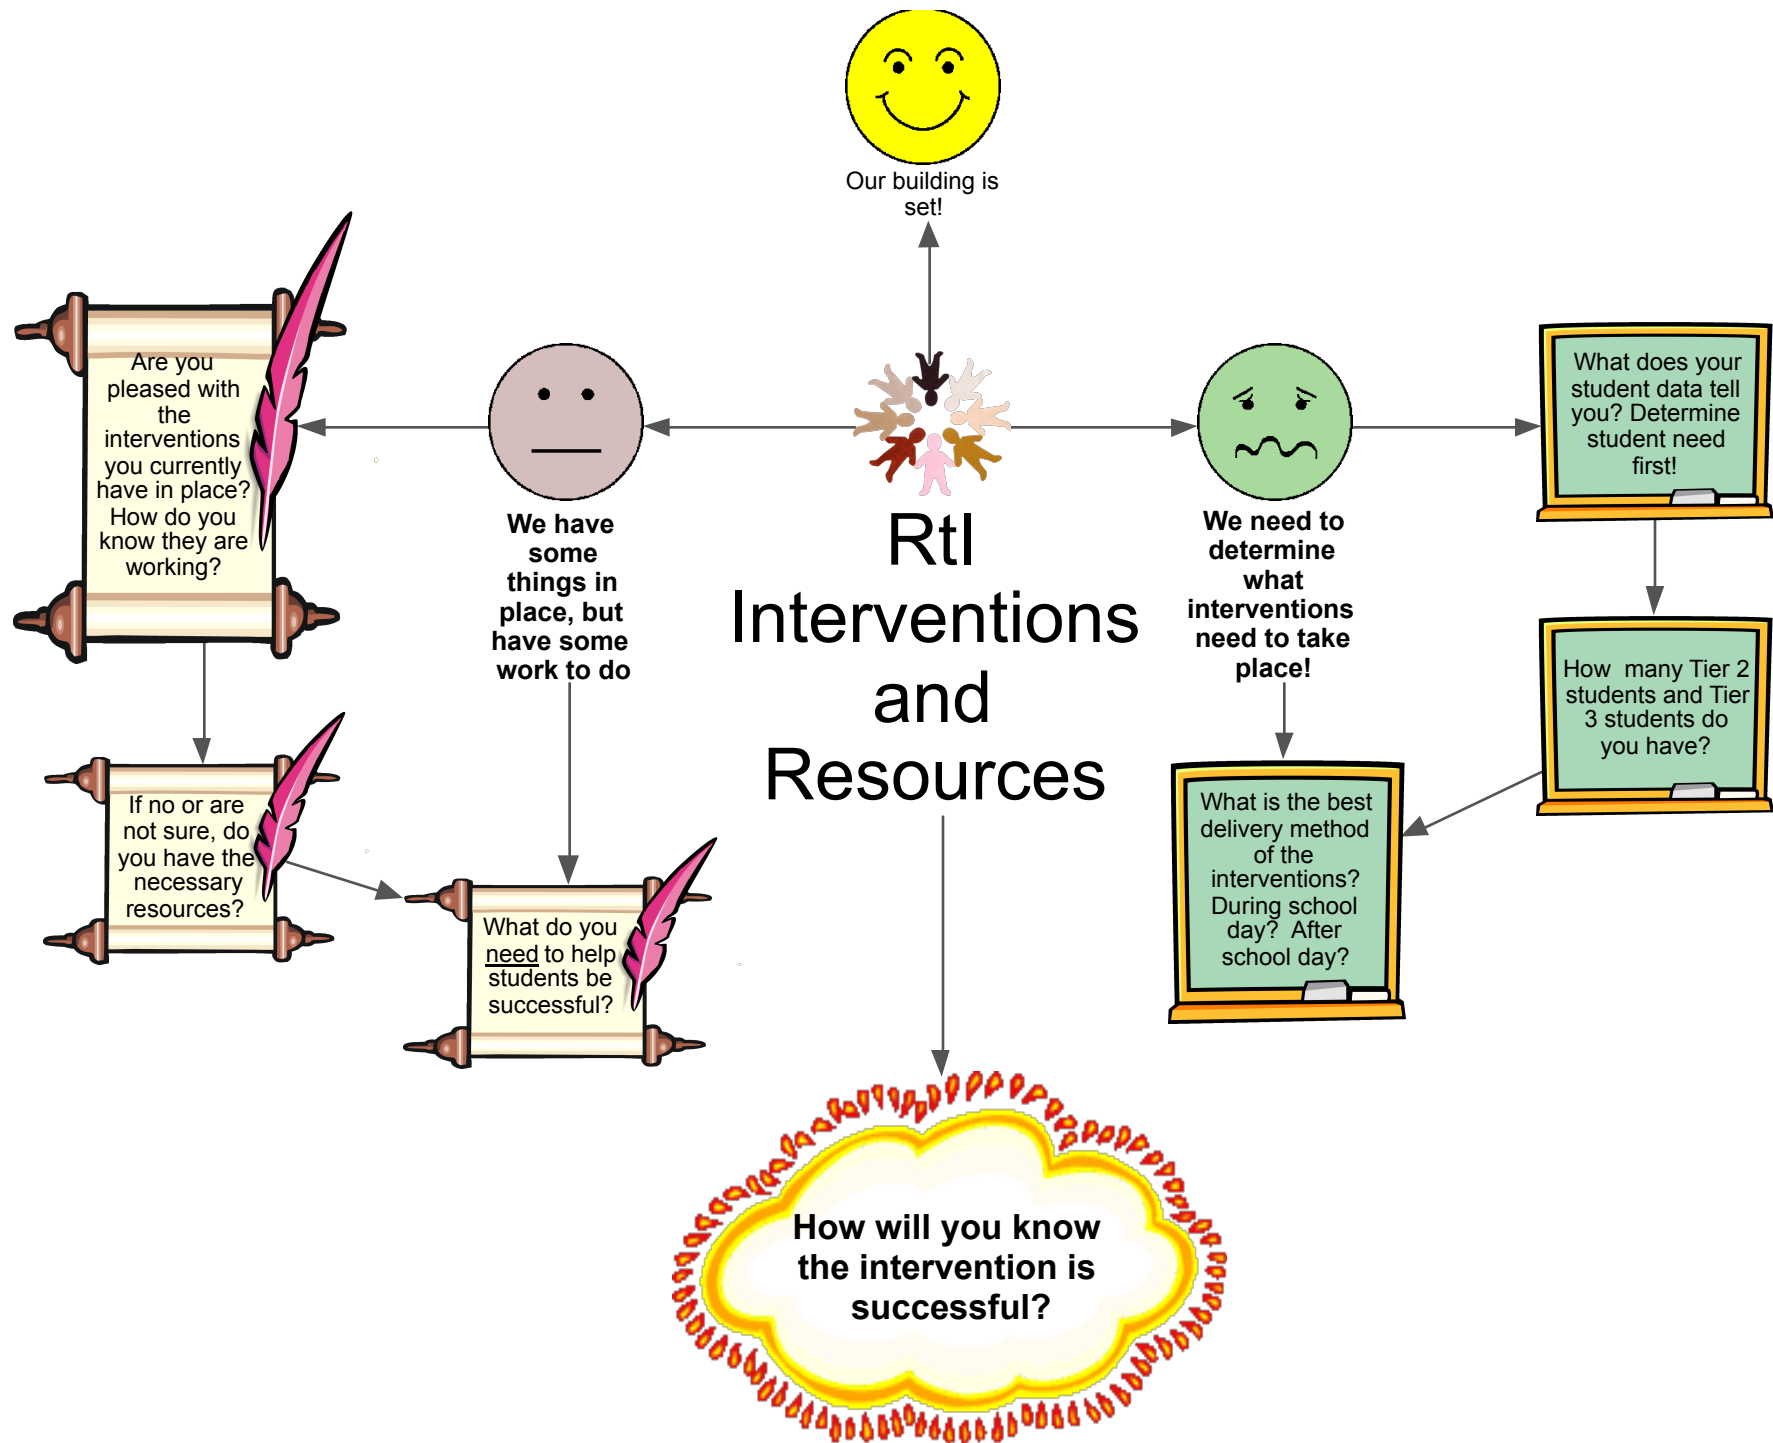 Our building is
set!
Are you
pleased with
the
interventions
you currently
have in place?
How do you
know they are
working?
We have
some
things in
place, but
have some
work to do
RtI
Interventions
and
Resources
We need to
determine
what
interventions
need to take
place!
What does your
student data tell
you? Determine
student need
first!
How  many Tier 2
students and Tier
3 students do
you have?
If no or are
not sure, do
you have the
necessary
resources?
What do you
need to help
students be
successful?
What is the best
delivery method
of the
interventions?
During school
day?  After
school day?
How will you know
the intervention is
successful?